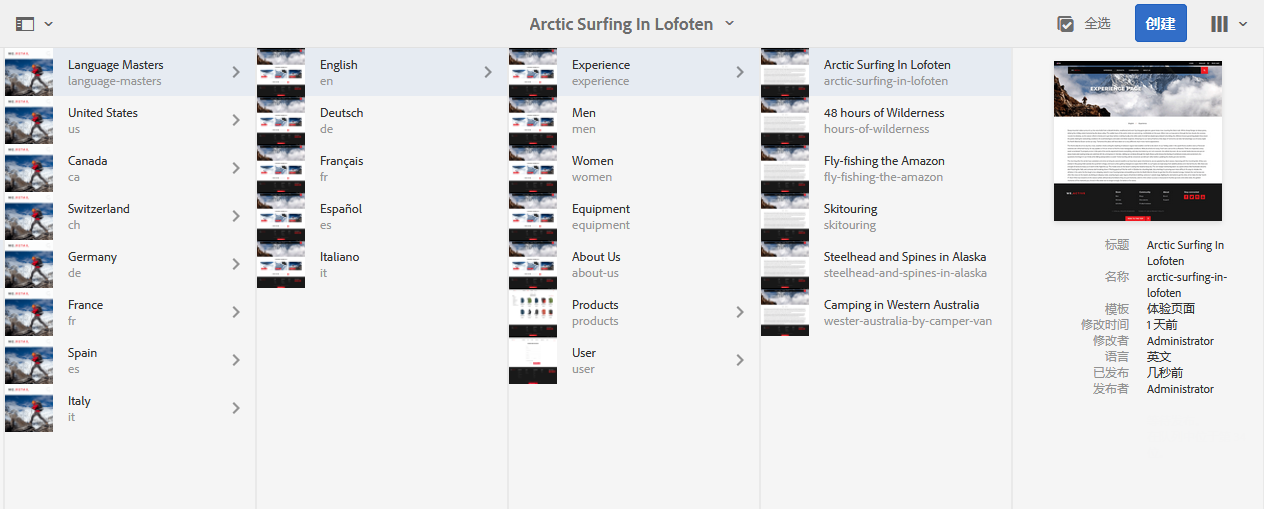 Arctic Surfing In Lofoten
全选
创建
Language Masters
language-masters
United States
us
Canada
ca
Switzerland
ch
Germany
de
France
fr
Spain
es
Italy
it
English
en
Deutsch
de
Français
fr
Español
es
Italiano
it
Experience
experience
Men
men
Women
women
Equipment
equipment
About Us
about-us
Products
products
User
user
Arctic Surfing In Lofoten
arctic-surfing-in-lofoten
48 hours of Wilderness
hours-of-wilderness
Fly-fishing the Amazon
fly-fishing-the-amazon
Skitouring
skitouring
Steelhead and Spines in Alaska
steelhead-and-spines-in-alaska
Camping in Western Australia
wester-australia-by-camper-van
EXPERIENCE PAGE
标题 Arctic Surfing In
Lofoten
名称 arctic-surfing-in-
lofoten
模板 体验页面
修改时间 1 天前
修改者 Administrator
语言 英文
已发布 几秒前
发布者 Administrator